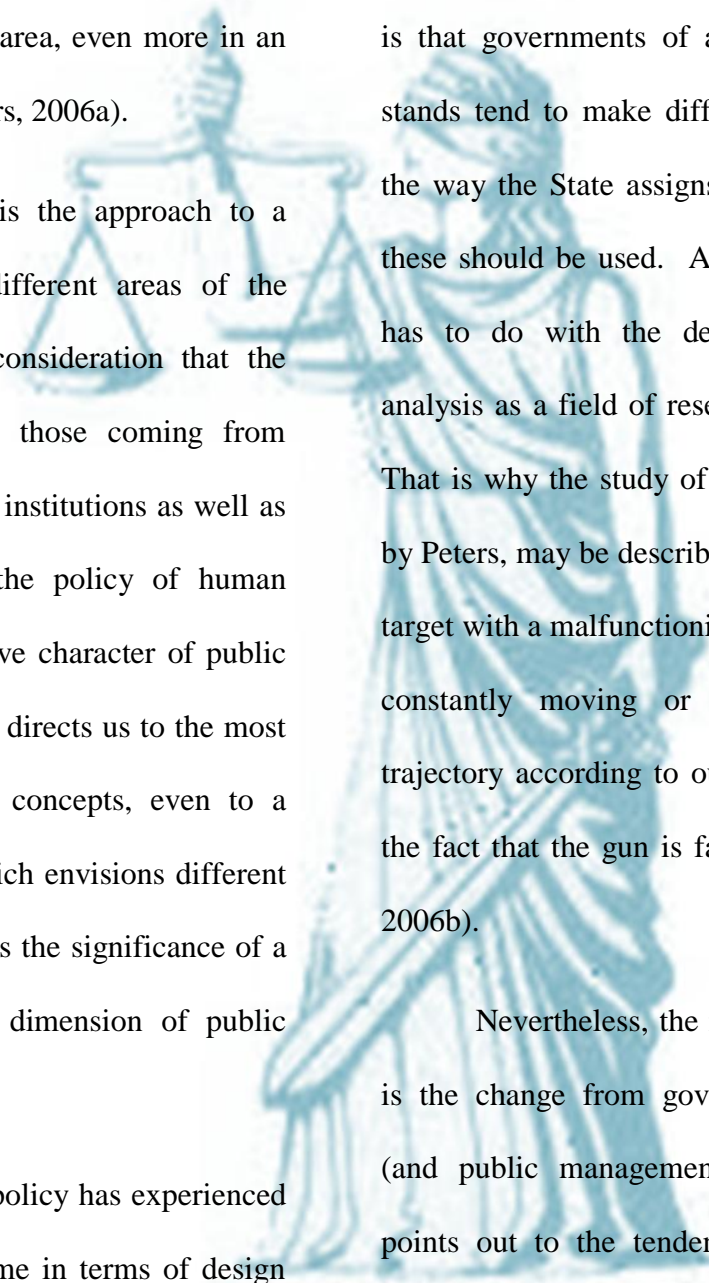 area, even more in an
rs, 2006a).
is the approach to a
different areas of the
consideration that the
those coming from
institutions as well as
the policy of human
ve character of public
directs us to the most
concepts, even to a
ich envisions different
s the significance of a
dimension of public
policy has experienced
me in terms of design
is that governments of a
stands tend to make diff
the way the State assigns
these should be used. A
has to do with the de
analysis as a field of rese
That is why the study of
by Peters, may be describ
target with a malfunctioni
constantly moving or
trajectory according to ou
the fact that the gun is fa
2006b).
Nevertheless, the
is the change from gov
(and public managemen
points out to the tenden